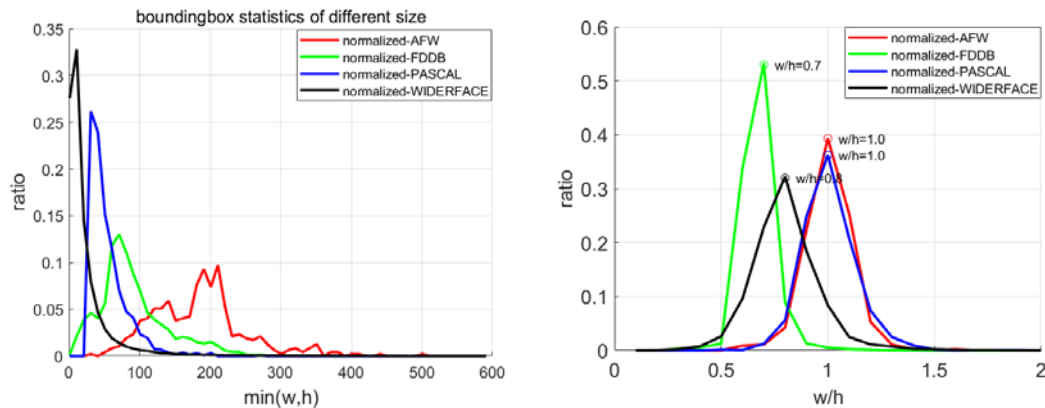 boundingbox statistics of different size
0.35
0.3
0.25
0.2
0.15
0.1
0.05
0
ratio
normalized-AFW
normalized-FDDB
normalized-PASCAL
normalized-WIDERFACE
0 100 200 300 400 500 600
min(w,h)
0.6
0.5
0.4
0.3
0.2
0.1
0
ratio
normalized-AFW
normalized-FDDB
normalized-PASCAL
normalized-WIDERFACE
w/h=0.7
w/h=1.0
w/h=1.0
w/h=0.8
0 0.5 1 1.5 2
w/h